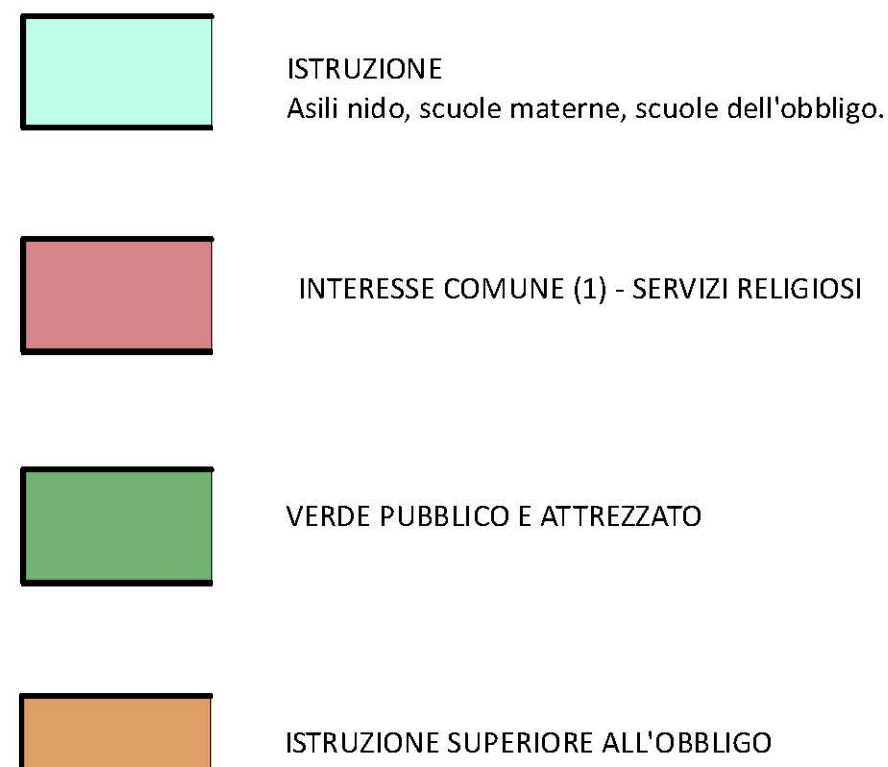 ISTRUZIONE
Asili nido, scuole materne, scuole dell'obbligo.
INTERESSE COMUNE (1) - SERVIZI RELIGIOSI
VERDE PUBBLICO E ATTREZZATO
ISTRUZIONE SUPERIORE ALL'OBBLIGO